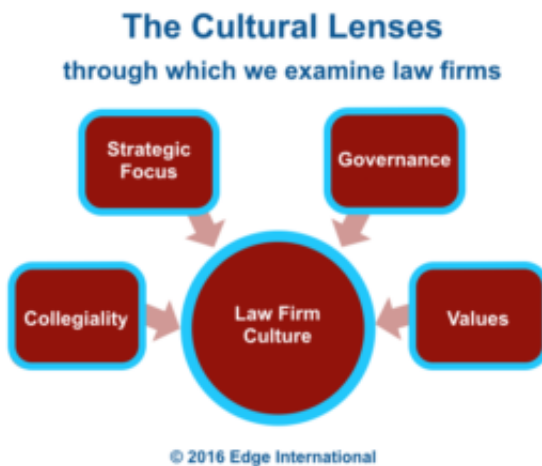 The Cultural Lenses
through which we examine law firms
Strategic
Focus
Governance
Collegiality
Law Firm
Culture
Values
© 2016 Edge International